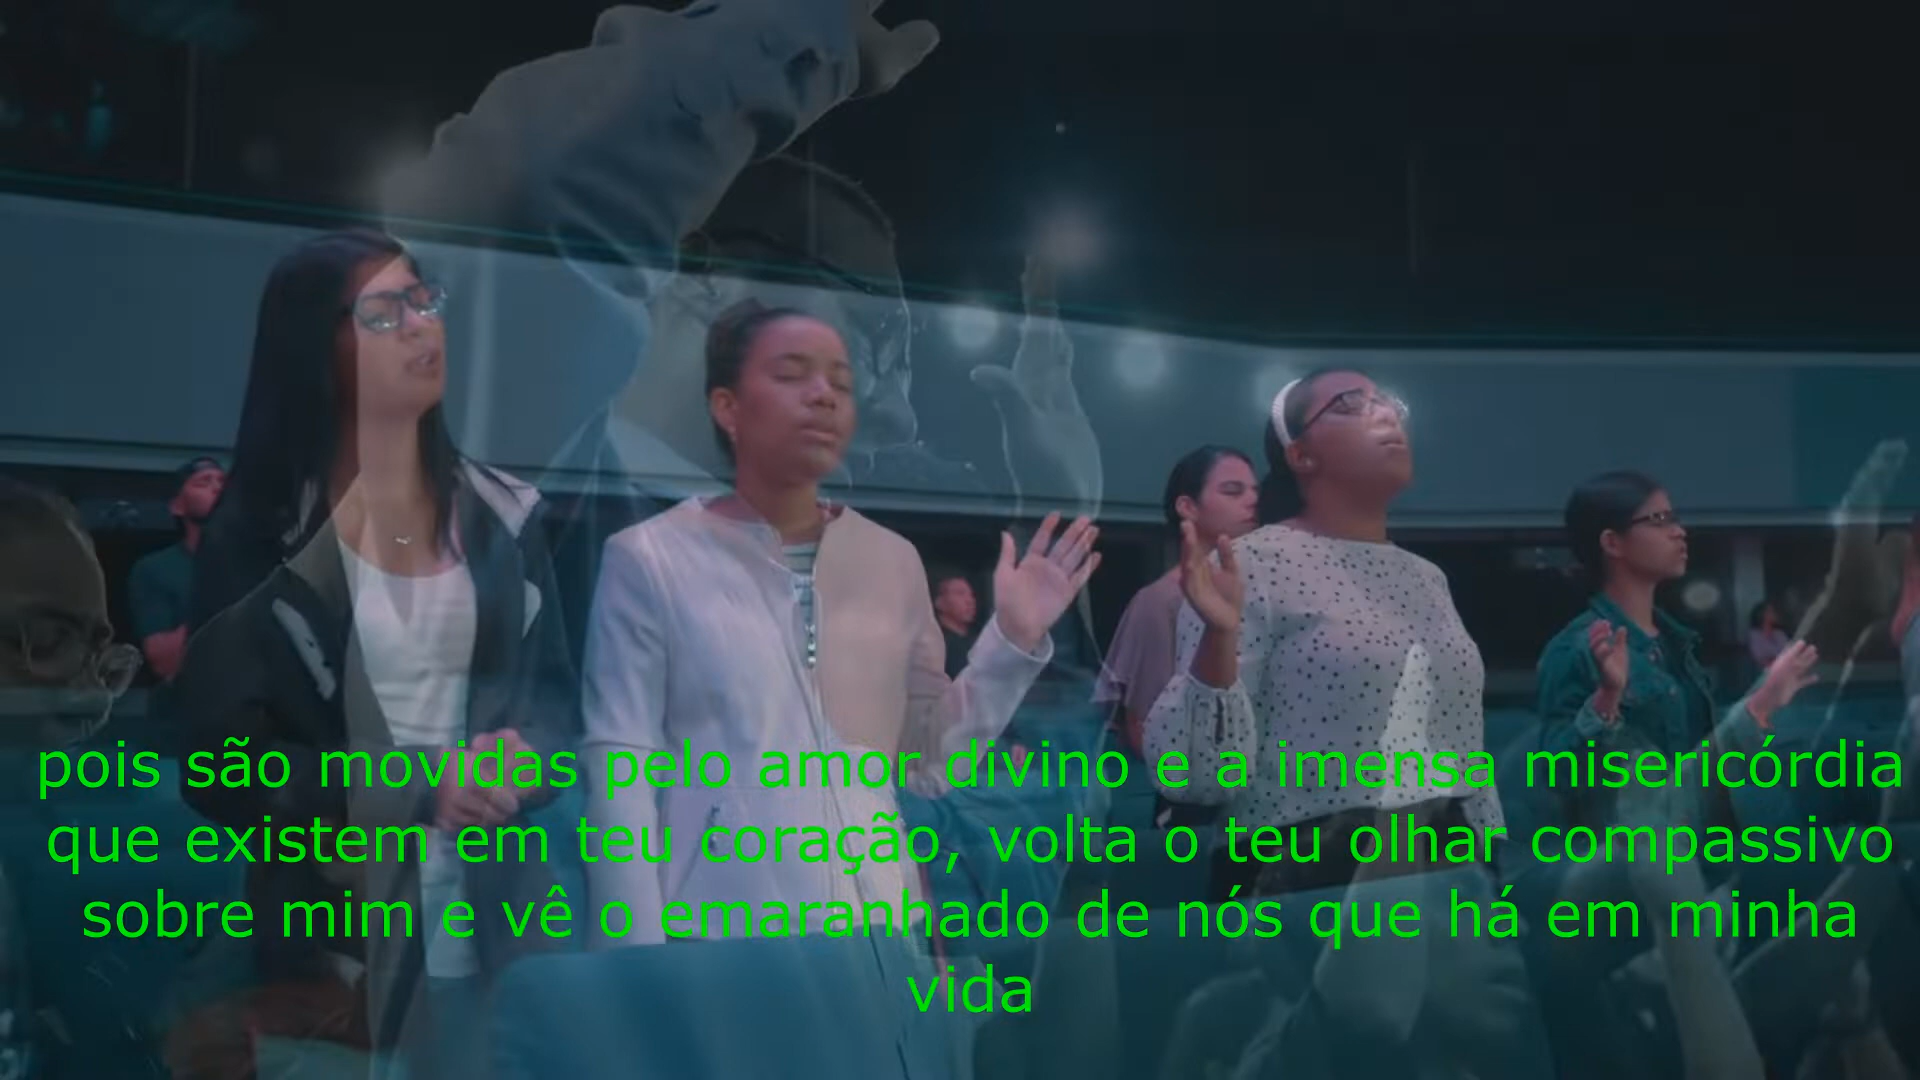 pois são movidas pelo amor divino e a imensa misericórdia
que existem em teu coração, volta o teu olhar compassivo
sobre mim e vê o emaranhado de nós que há em minha
vida